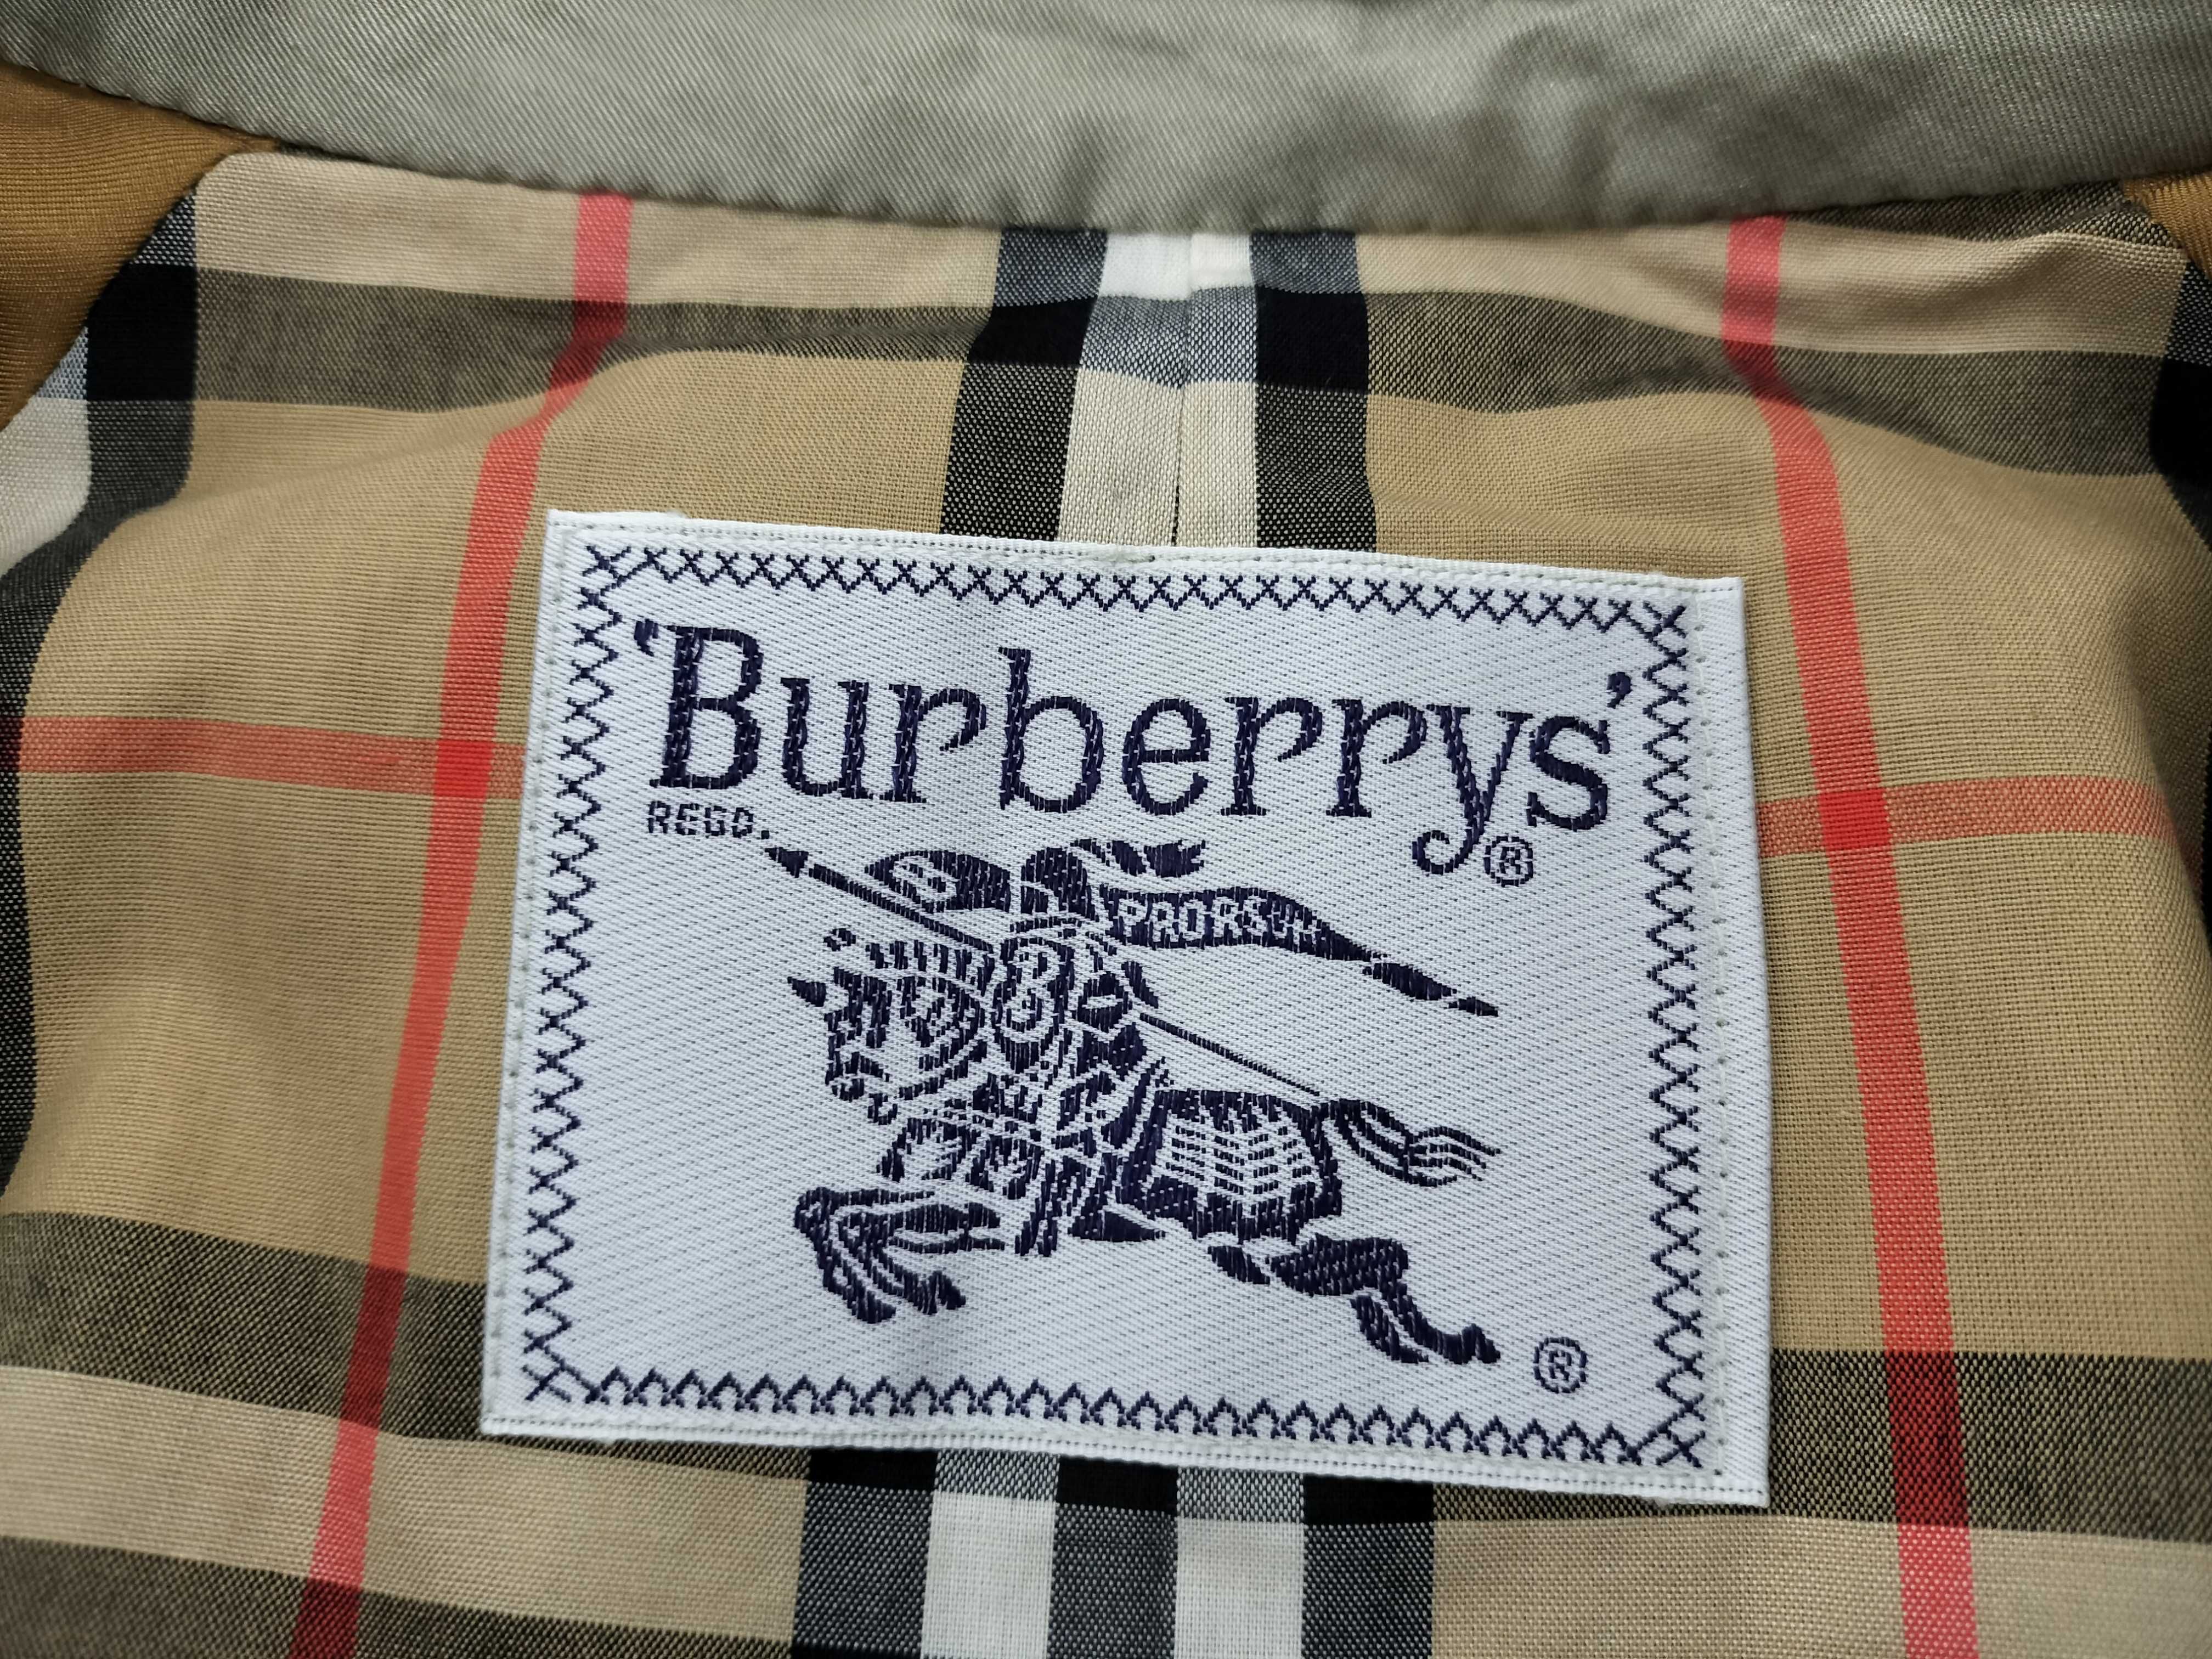 'Burberrys'
REGD.
®
PRORSUM
®